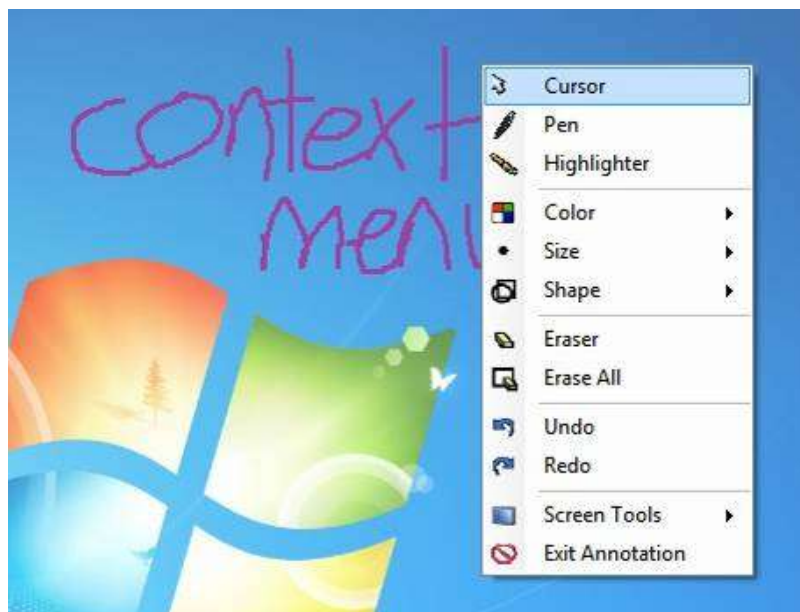 context
menu
Cursor
Pen
Highlighter
Color
Size
Shape
Eraser
Erase All
Undo
Redo
Screen Tools
Exit Annotation